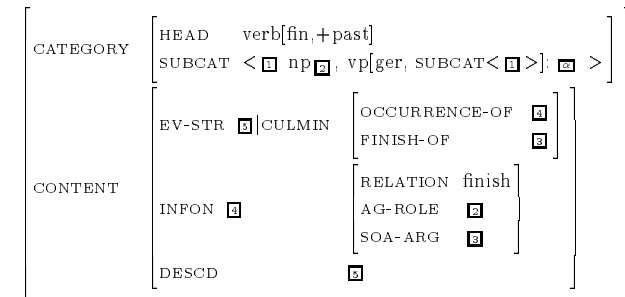 CATEGORY HEAD verb[fin,+past]
SUBCAT < 1 np 2 , vp[ger, SUBCAT< 1 >]: α >
CONTENT EV-STR 5 |CULMIN OCCURRENCE-OF 4
FINISH-OF 3
INFON 4 RELATION finish
AG-ROLE 2
SOA-ARG 3
DESCD 5